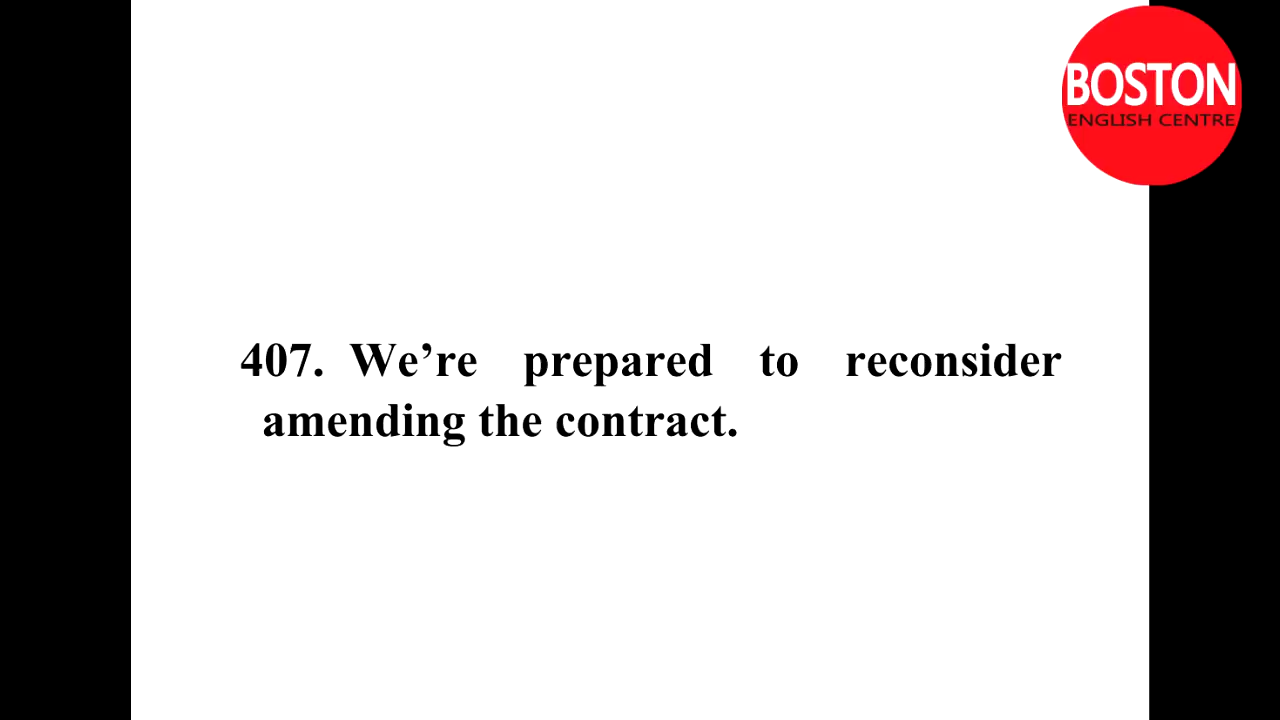 BOSTON
ENGLISH CENTRE
407. We’re prepared to reconsider
amending the contract.